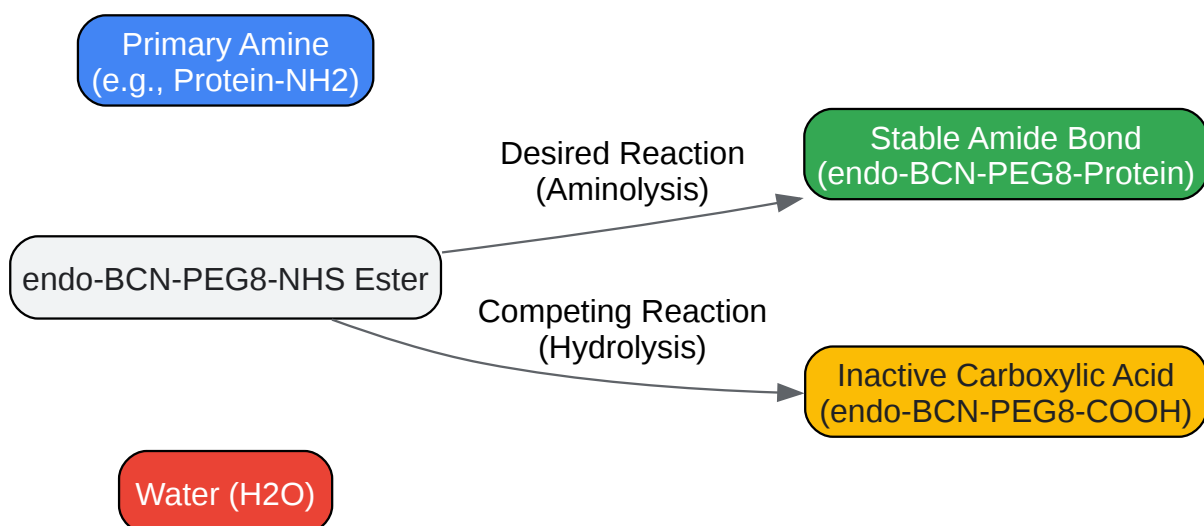 Primary Amine
(e.g., Protein-NH2)
Stable Amide Bond
(endo-BCN-PEG8-Protein)
Desired Reaction
(Aminolysis)
endo-BCN-PEG8-NHS Ester
Competing Reaction
(Hydrolysis)
Inactive Carboxylic Acid
(endo-BCN-PEG8-COOH)
Water (H2O)